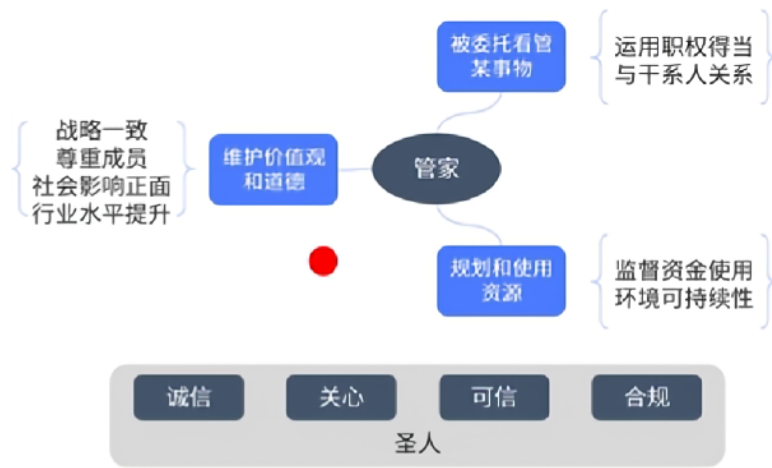 被委托看管
某事物
运用职权得当
与干系人关系
战略一致
尊重成员
社会影响正面
行业水平提升
维护价值观
和道德
管家
规划和使用
资源
监督资金使用
环境可持续性
诚信
关心
可信
合规
圣人